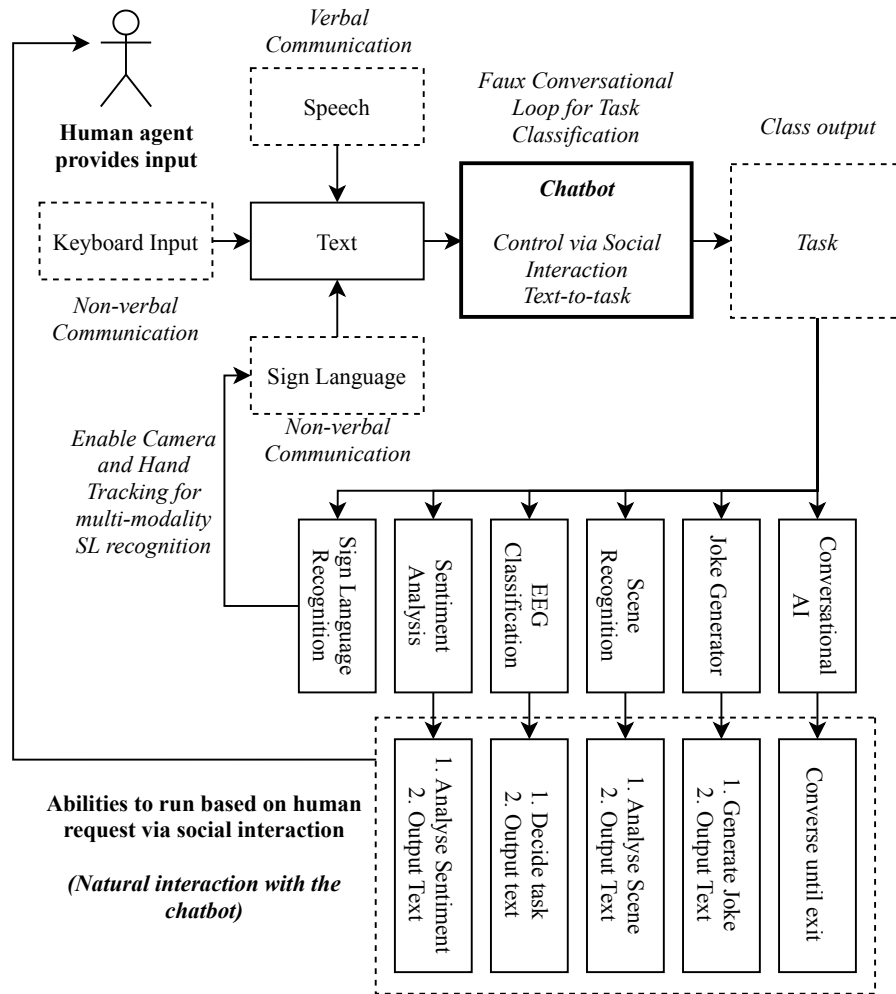 Verbal
Communication
Human agent
provides input
Speech
Faux Conversational
Loop for Task
Classification
Class output
Keyboard Input
Text
Chatbot
Control via Social
Interaction
Text-to-task
Task
Non-verbal
Communication
Sign Language
Non-verbal
Communication
Enable Camera
and Hand
Tracking for
multi-modality
SL recognition
Sign Language
Recognition
Sentiment
Analysis
EEG
Classification
Scene
Recognition
Joke Generator
Conversational
AI
Abilities to run based on human
request via social interaction
(Natural interaction with the
chatbot)
1. Analyse Sentiment
2. Output Text
1. Decide task
2. Output text
1. Analyse Scene
2. Output Text
1. Generate Joke
2. Output Text
Converse until exit